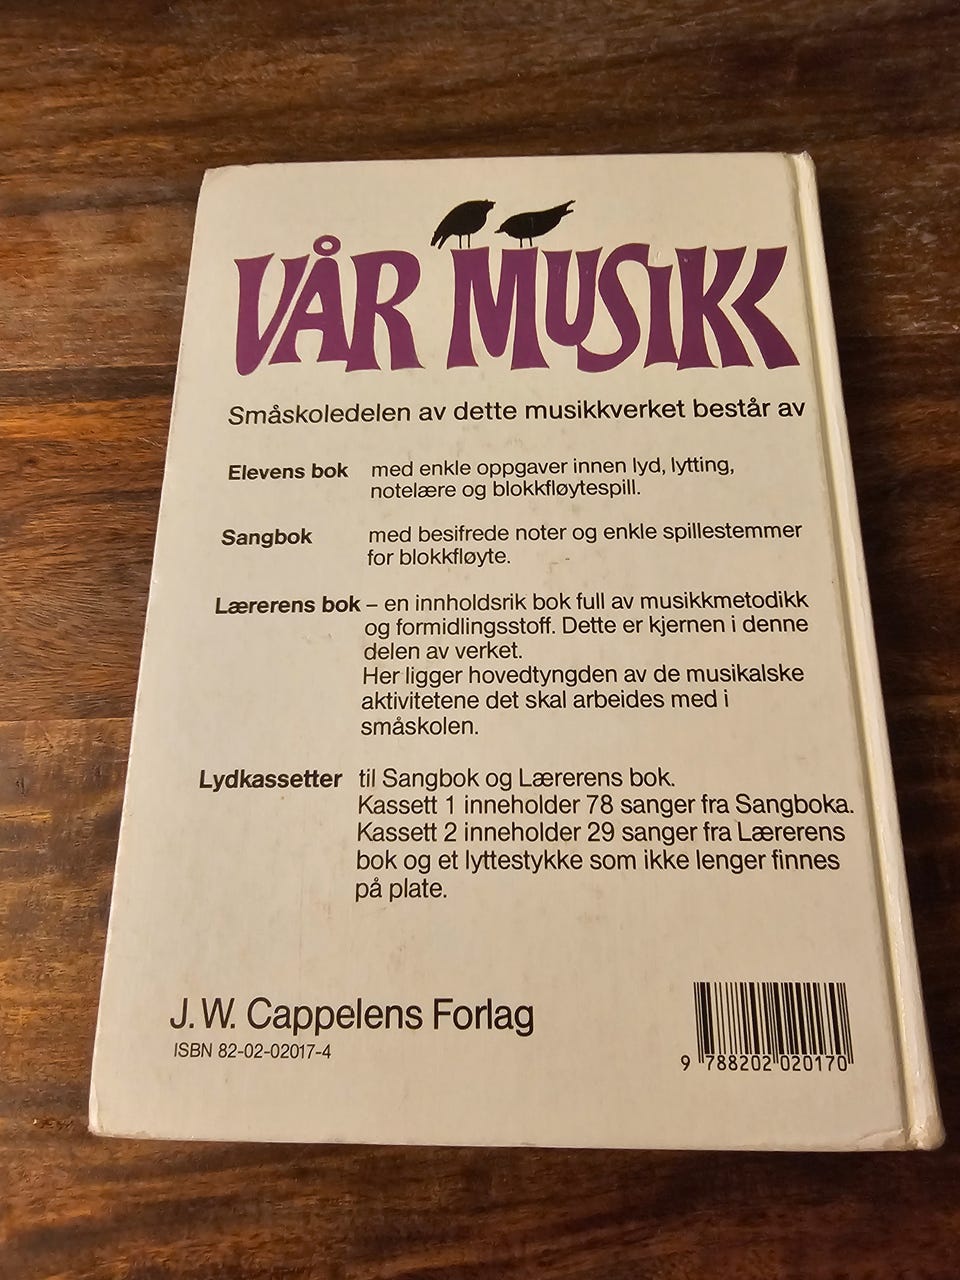 VÅR MUSIKK
Småskoledelen av dette musikkverket består av
Elevens bok med enkle oppgaver innen lyd, lytting,
notelære og blokkfløytespill.
Sangbok med besifrede noter og enkle spillestemmer
for blokkfløyte.
Lærerens bok – en innholdsrik bok full av musikkmetodikk
og formidlingsstoff. Dette er kjernen i denne
delen av verket.
Her ligger hovedtyngden av de musikalske
aktivitetene det skal arbeides med i
småskolen.
Lydkassetter til Sangbok og Lærerens bok.
Kassett 1 inneholder 78 sanger fra Sangboka.
Kassett 2 inneholder 29 sanger fra Lærerens
bok og et lyttestykke som ikke lenger finnes
på plate.
J.W. Cappelens Forlag
ISBN 82-02-02017-4
9 788202 020170